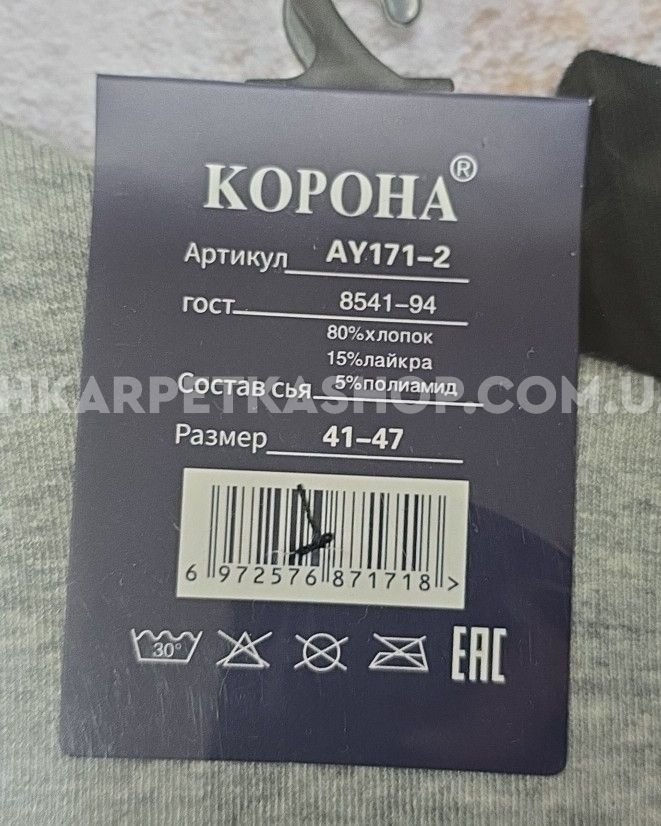 КОРОНА®
Артикул AY171-2
гост 8541-94
80%хлопок
15%лайкра
Состав сья 5%полиамид
HKARPETKASHOP.COM.U
Размер 41-47
6 972576 871718 >
30°
EAC